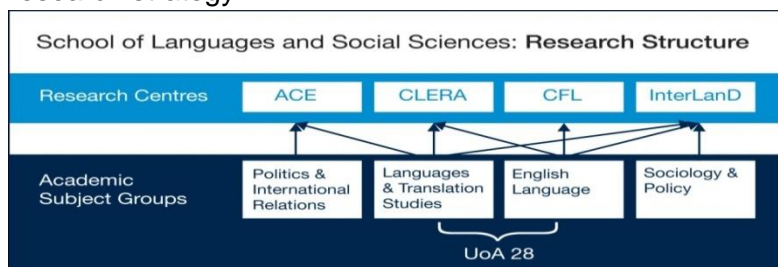 School of Languages and Social Sciences: Research Structure
Research Centres
ACE
CLERA
CFL
InterLanD
Academic
Subject Groups
Politics &
International
Relations
Languages
& Translation
Studies
English
Language
Sociology &
Policy
UoA 28